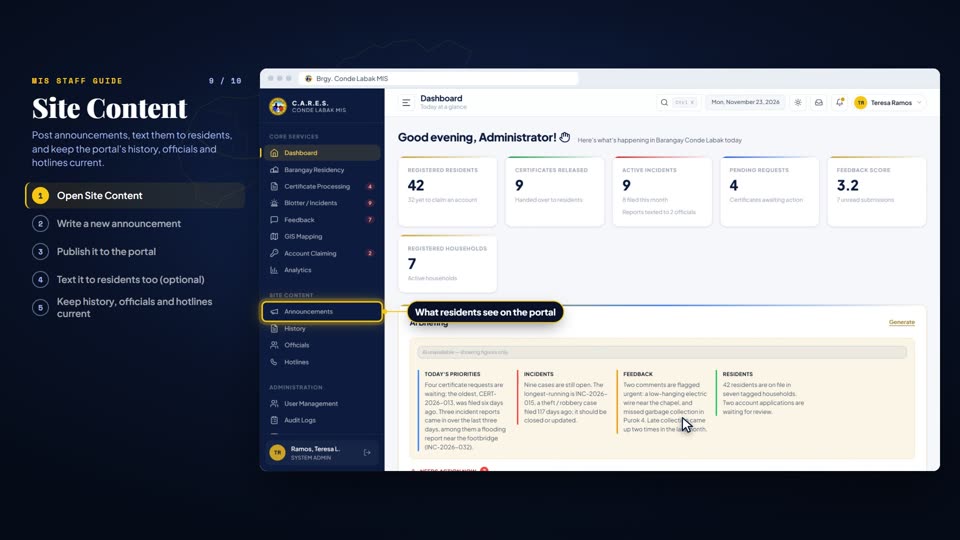 MIS STAFF GUIDE 9 / 10
Site Content
Post announcements, text them to residents,
and keep the portal's history, officials and
hotlines current.
1 Open Site Content
2 Write a new announcement
3 Publish it to the portal
4 Text it to residents too (optional)
5 Keep history, officials and hotlines
current
Brgy. Conde Labak MIS
C.A.R.E.S.
CONDE LABAK MIS
CORE SERVICES
Dashboard
Barangay Residency
Certificate Processing 4
Blotter / Incidents 9
Feedback 7
GIS Mapping
Account Claiming 2
Analytics
SITE CONTENT
Announcements
History
Officials
Hotlines
ADMINISTRATION
User Management
Audit Logs
TR Ramos, Teresa L.
SYSTEM ADMIN
Dashboard
Today at a glance
Ctrl K
Mon, November 23, 2026
TR Teresa Ramos
Good evening, Administrator! Here's what's happening in Barangay Conde Labak today
REGISTERED RESIDENTS
42
32 yet to claim an account
CERTIFICATES RELEASED
9
Handed over to residents
ACTIVE INCIDENTS
9
8 filed this month
Reports texted to 2 officials
PENDING REQUESTS
4
Certificates awaiting action
FEEDBACK SCORE
3.2
7 unread submissions
REGISTERED HOUSEHOLDS
7
Active households
What residents see on the portal
AI Briefing
Generate
AI unavailable — showing figures only
TODAY'S PRIORITIES
Four certificate requests are
waiting; the oldest, CERT-
2026-013, was filed six days
ago. Three incident reports
came in over the last three
days, among them a flooding
report near the footbridge
(INC-2026-032).
INCIDENTS
Nine cases are still open. The
longest-running is INC-2026-
015, a theft / robbery case
filed 117 days ago; it should be
closed or updated.
FEEDBACK
Two comments are flagged
urgent: a low-hanging electric
wire near the chapel, and
missed garbage collection in
Purok 4. Late collection came
up two times in the last month.
RESIDENTS
42 residents are on file in
seven tagged households.
Two account applications are
waiting for review.
NEEDS ACTION NOW